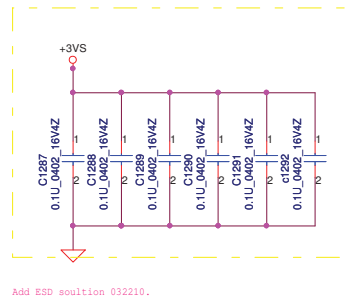 +3VS
C1287
0.1U_0402_16V4Z
1
2
C1288
0.1U_0402_16V4Z
1
2
C1289
0.1U_0402_16V4Z
1
2
C1290
0.1U_0402_16V4Z
1
2
C1291
0.1U_0402_16V4Z
1
2
c1292
0.1U_0402_16V4Z
1
2
Add ESD soultion 032210.